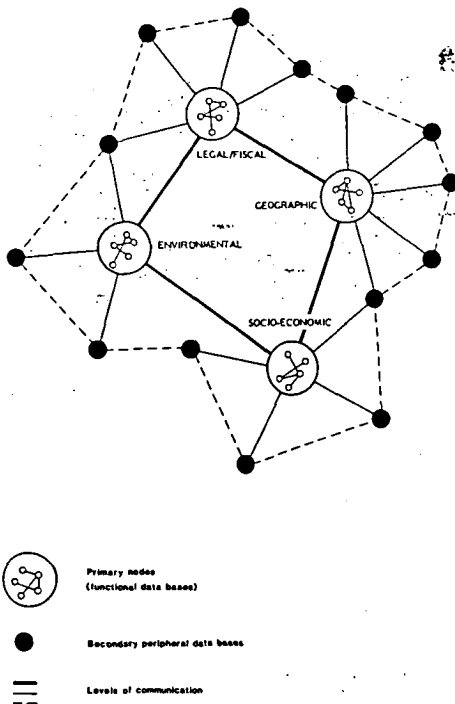 LEGAL/FISCAL
GEOGRAPHIC
ENVIRONMENTAL
SOCIO-ECONOMIC
Primary nodes
(functional data bases)
Secondary peripheral data bases
Levels of communication